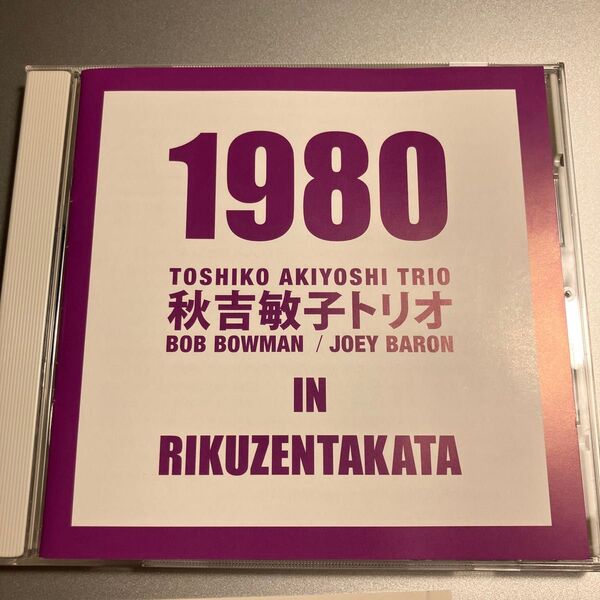 1980
TOSHIKO AKIYOSHI TRIO
秋吉敏子トリオ
BOB BOWMAN / JOEY BARON
IN
RIKUZENTAKATA